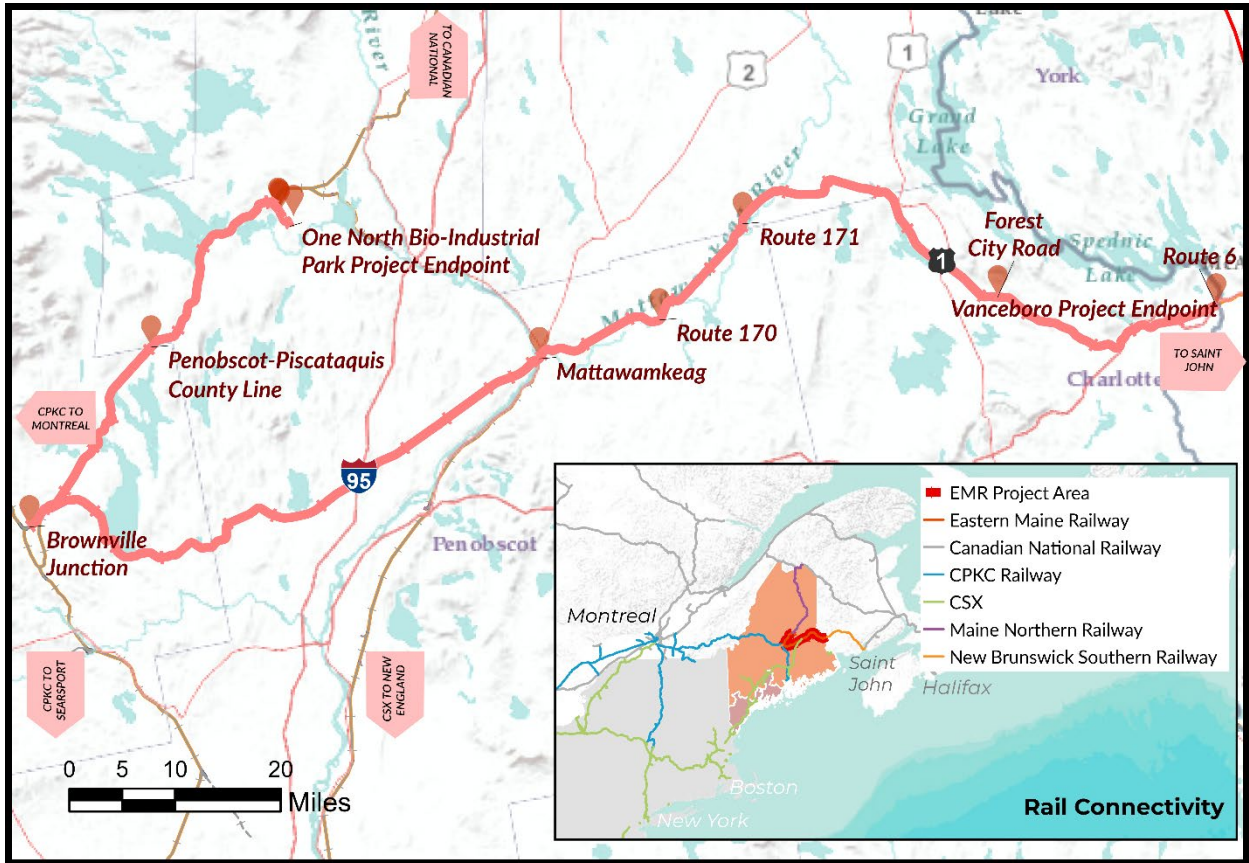 River
TO CANADIAN
NATIONAL
2
1
Lake
York
Grand
Lake
One North Bio-Industrial
Park Project Endpoint
River
Route 171
Forest
City Road
Spednic
Lake
Route 6
1
Vanceboro Project Endpoint
Route 170
Penobscot-Piscataquis
County Line
Mattawamkeag
TO SAINT
JOHN
Charlotte
CPKC TO
MONTREAL
95
Brownville
Junction
Penobscot
CPKC TO
SEARSPORT
CSX TO NEW
ENGLAND
0 5 10 20
Miles
EMR Project Area
Eastern Maine Railway
Canadian National Railway
CPKC Railway
CSX
Maine Northern Railway
New Brunswick Southern Railway
Montreal
Saint
John
Halifax
Boston
New York
Rail Connectivity